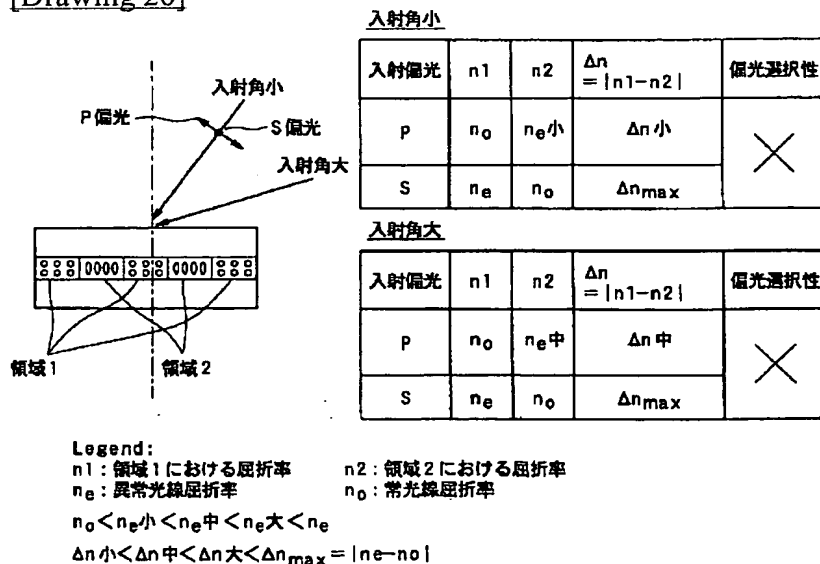 [Drawing 20]
入射角小
入射偏光 n1 n2 Δn =|n1-n2| 偏光選択性
P no ne小 Δn小 ×
S ne no Δnmax
入射角大
入射偏光 n1 n2 Δn =|n1-n2| 偏光選択性
P no ne中 Δn中 ×
S ne no Δnmax
入射角小
P偏光
S偏光
入射角大
領域1
領域2
Legend:
n1:領域1における屈折率 n2:領域2における屈折率
ne:異常光線屈折率 no:常光線屈折率
no<ne小<ne中<ne大<ne
Δn小<Δn中<Δn大<Δnmax=|ne-no|